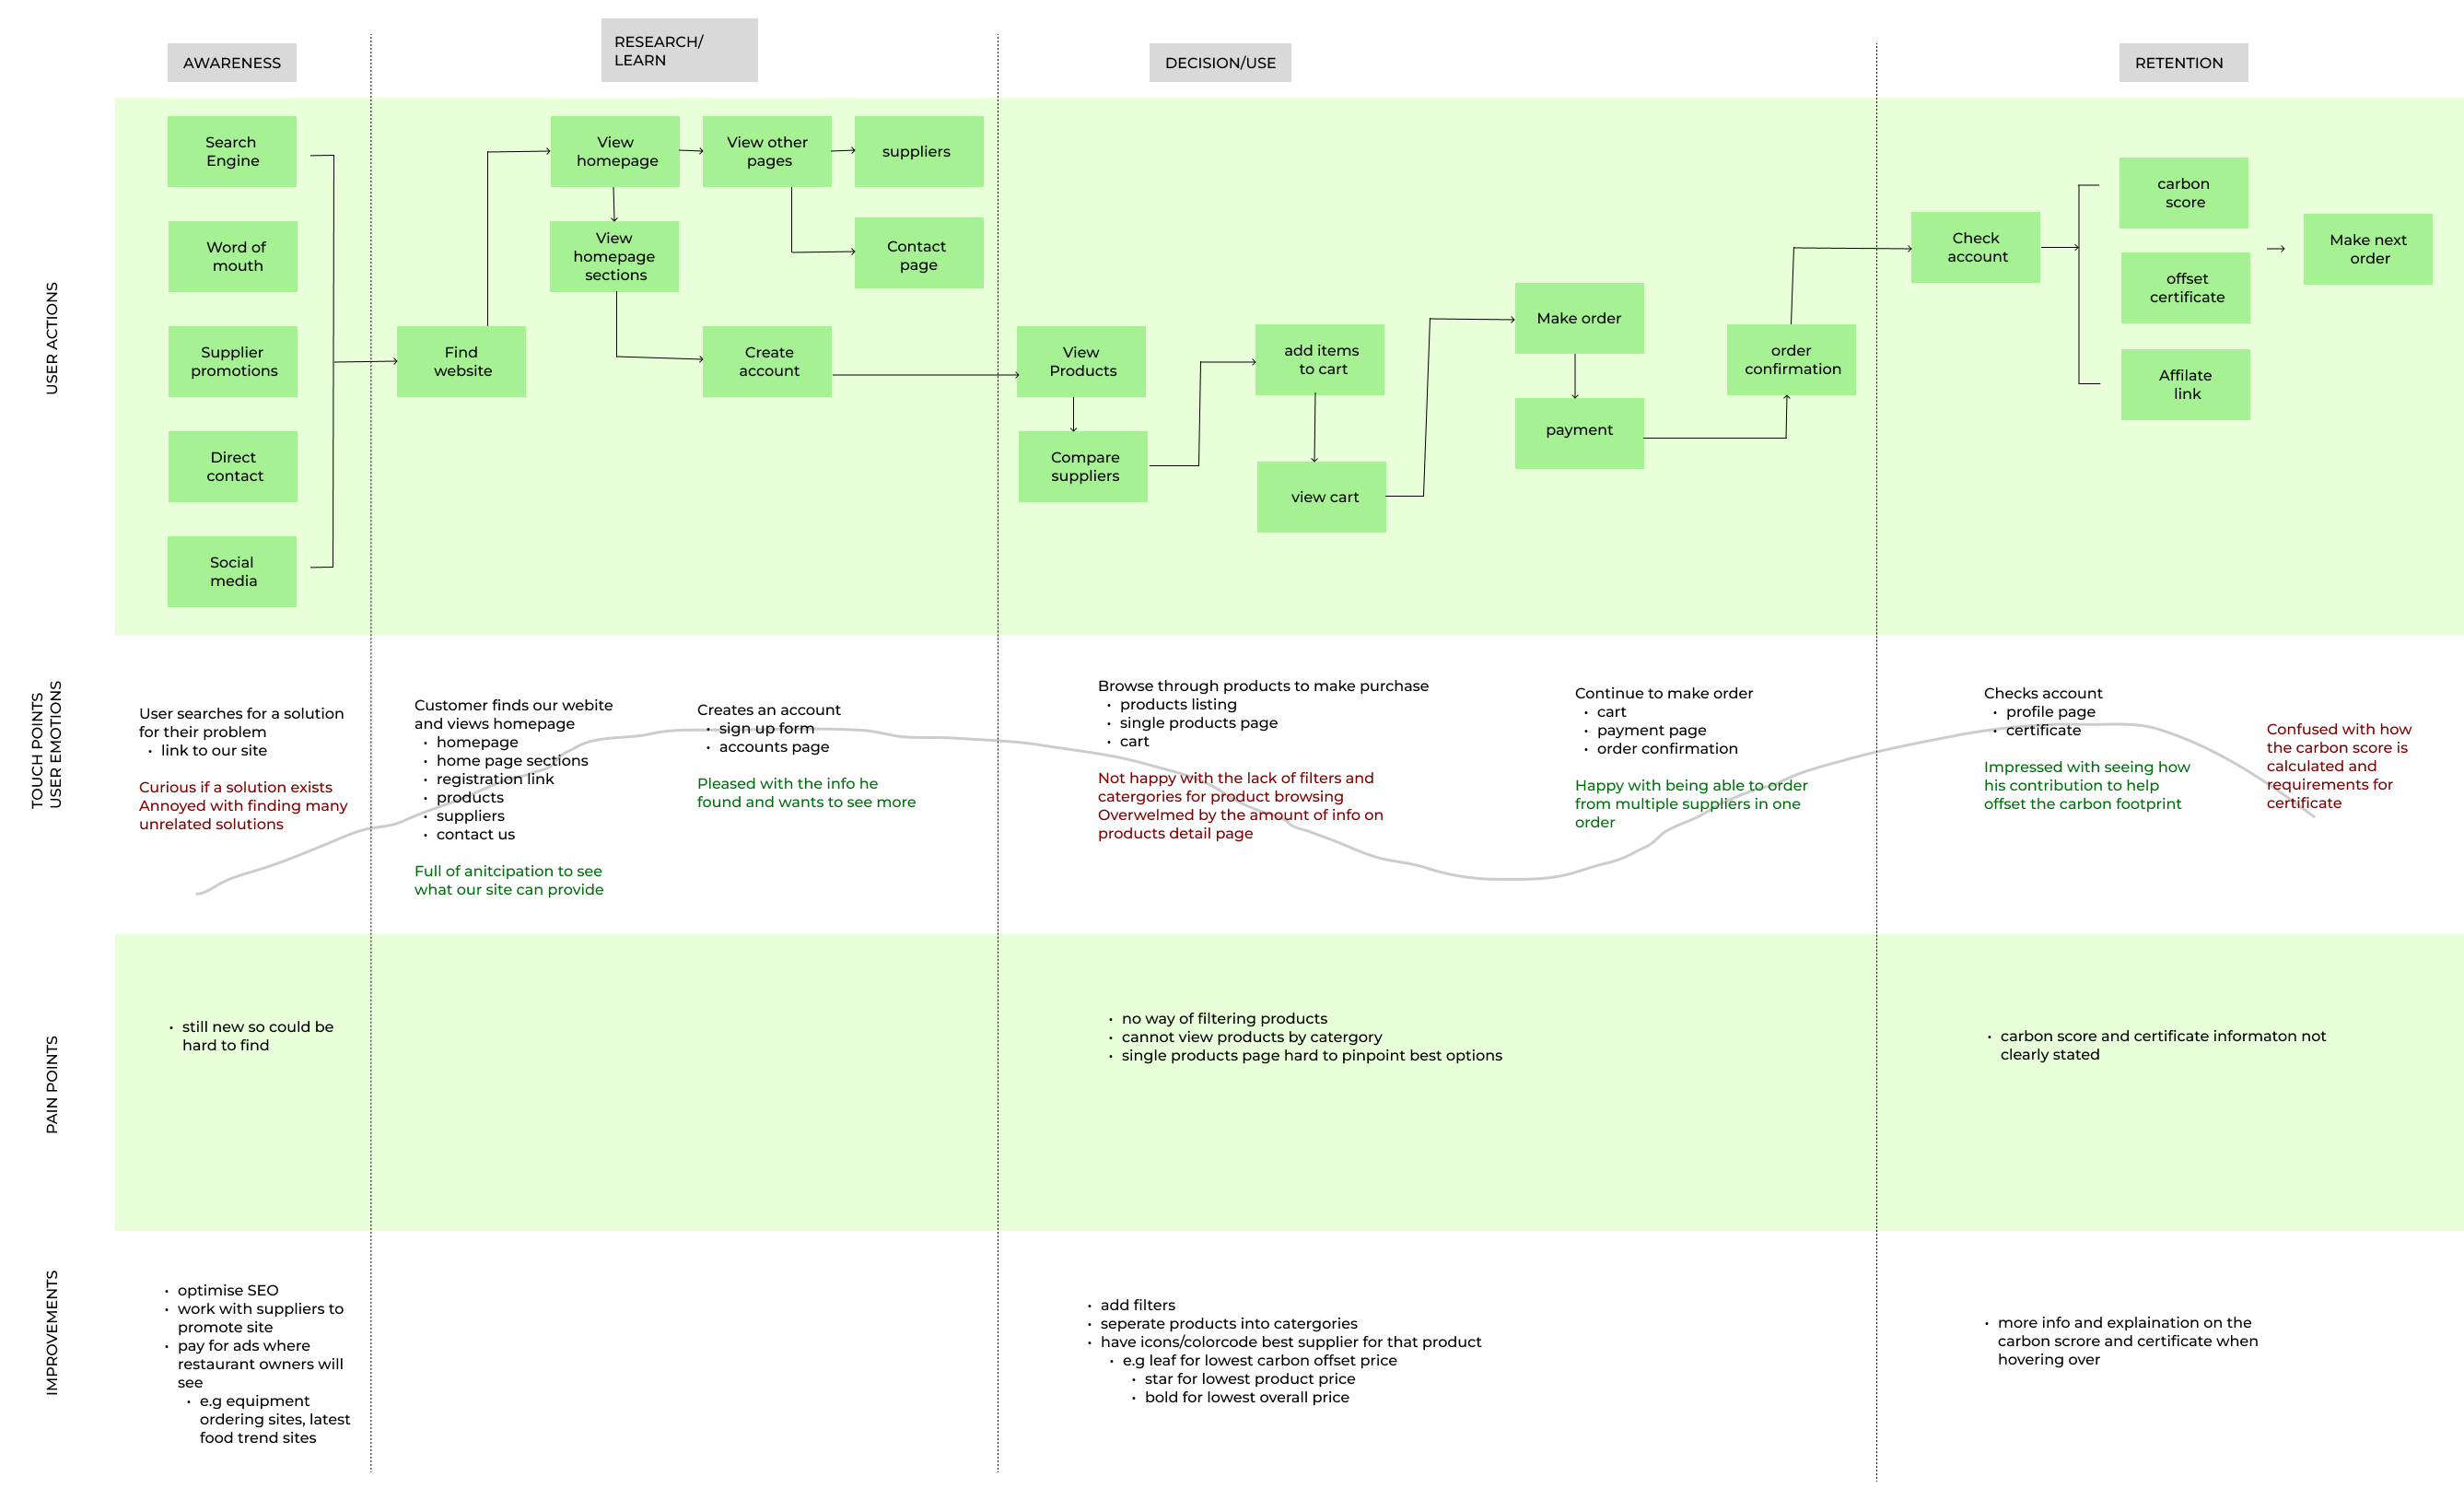 AWARENESS
RESEARCH/
LEARN
DECISION/USE
RETENTION
USER ACTIONS
Search
Engine
Word of
mouth
Supplier
promotions
Direct
contact
Social
media
Find
website
View
homepage
View other
pages
suppliers
View
homepage
sections
Contact
page
Create
account
View
Products
Compare
suppliers
add items
to cart
view cart
Make order
payment
order
confirmation
Check
account
carbon
score
offset
certificate
Affilate
link
Make next
order
TOUCH POINTS
USER EMOTIONS
User searches for a solution
for their problem
• link to our site
Curious if a solution exists
Annoyed with finding many
unrelated solutions
Customer finds our webite
and views homepage
• homepage
• home page sections
• registration link
• products
• suppliers
• contact us
Full of anitcipation to see
what our site can provide
Creates an account
• sign up form
• accounts page
Pleased with the info he
found and wants to see more
Browse through products to make purchase
• products listing
• single products page
• cart
Not happy with the lack of filters and
catergories for product browsing
Overwelmed by the amount of info on
products detail page
Continue to make order
• cart
• payment page
• order confirmation
Happy with being able to order
from multiple suppliers in one
order
Checks account
• profile page
• certificate
Impressed with seeing how
his contribution to help
offset the carbon footprint
Confused with how
the carbon score is
calculated and
requirements for
certificate
PAIN POINTS
• still new so could be
hard to find
• no way of filtering products
• cannot view products by catergory
• single products page hard to pinpoint best options
• carbon score and certificate informaton not
clearly stated
IMPROVEMENTS
• optimise SEO
• work with suppliers to
promote site
• pay for ads where
restaurant owners will
see
• e.g equipment
ordering sites, latest
food trend sites
• add filters
• seperate products into catergories
• have icons/colorcode best supplier for that product
• e.g leaf for lowest carbon offset price
• star for lowest product price
• bold for lowest overall price
• more info and explaination on the
carbon scrore and certificate when
hovering over